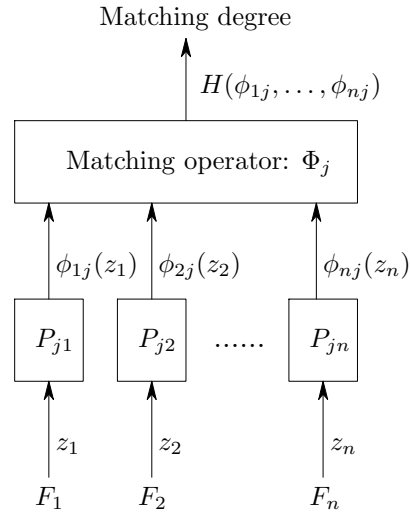 Matching degree
H(ϕ₁ⱼ, . . . , ϕₙⱼ)
Matching operator: Φⱼ
ϕ₁ⱼ(z₁) ϕ₂ⱼ(z₂) ϕₙⱼ(zₙ)
Pⱼ₁ Pⱼ₂ ...... Pⱼₙ
z₁ z₂ zₙ
F₁ F₂ Fₙ